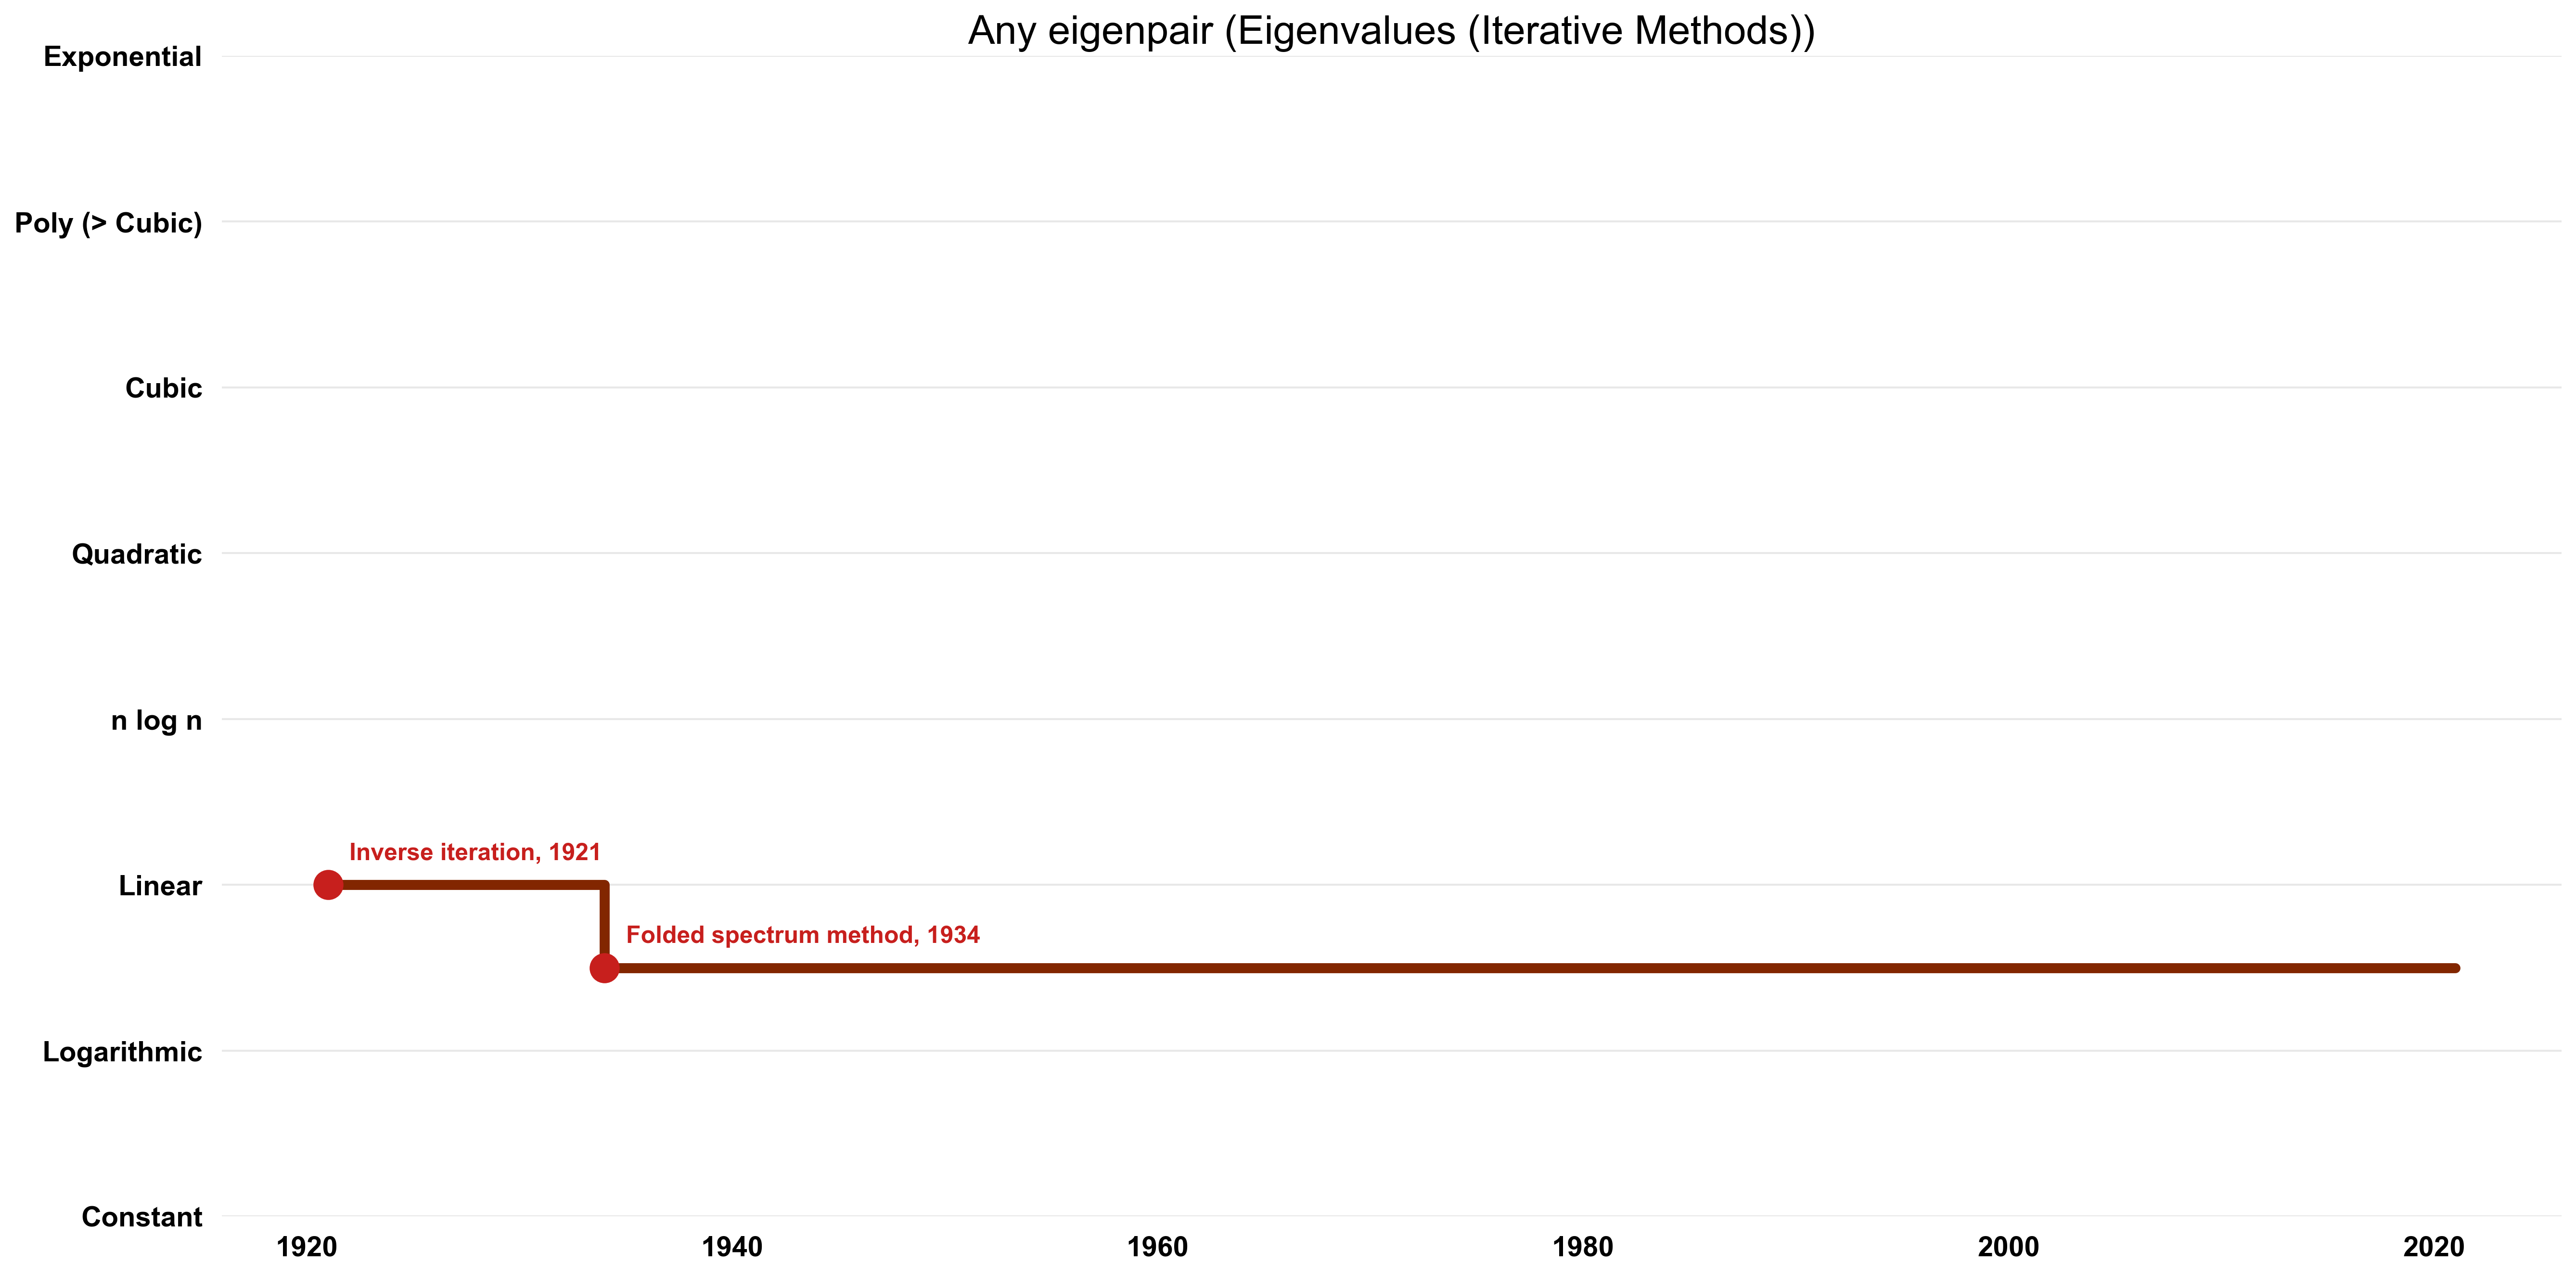 Any eigenpair (Eigenvalues (Iterative Methods))
Exponential
Poly (> Cubic)
Cubic
Quadratic
n log n
Linear
Logarithmic
Constant
Inverse iteration, 1921
Folded spectrum method, 1934
1920 1940 1960 1980 2000 2020